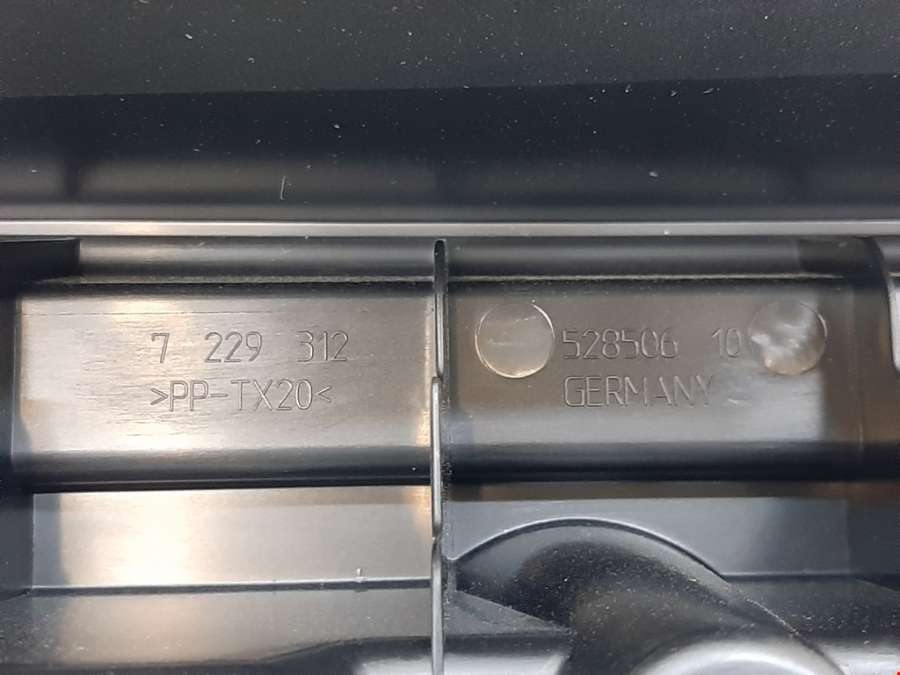 7 229 312
>PP-TX20<
528506 10
GERMANY